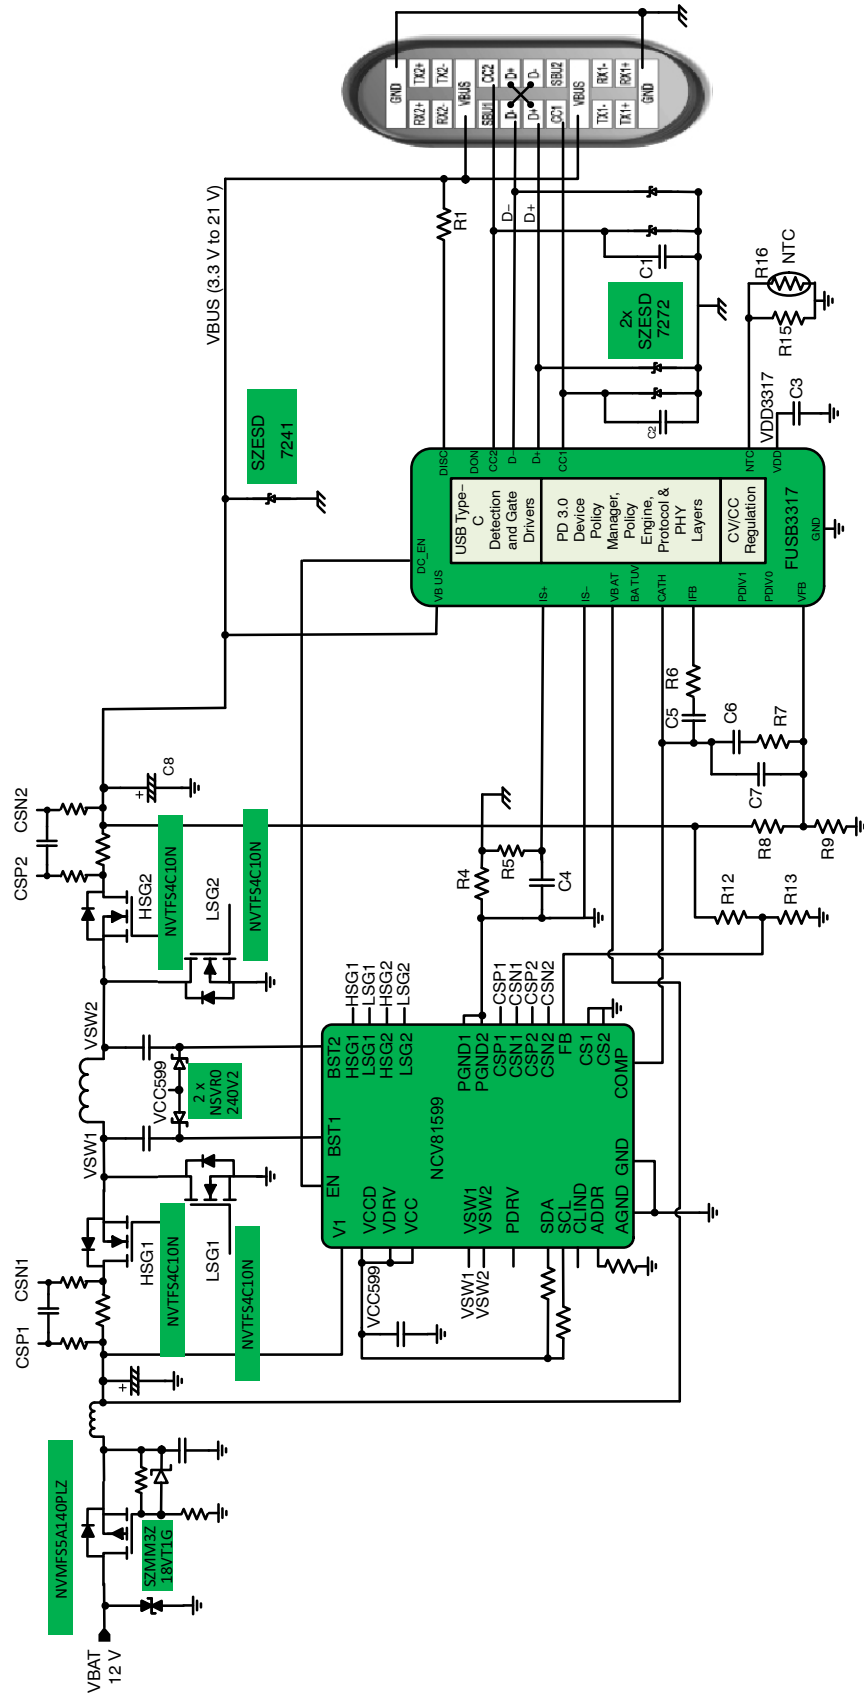 VBAT
12 V
NVMFS5A140PLZ
SZMM3Z
18VT1G
CSP1
CSN1
HSG1
NVTFS4C10N
LSG1
NVTFS4C10N
VSW1
VSW2
VCC599
2 x
NSVR0
240V2
CSP2
CSN2
HSG2
NVTFS4C10N
LSG2
NVTFS4C10N
+
+
C8
VBUS (3.3 V to 21 V)
SZESD
7241
V1
EN
BST1
BST2
VCCD
VDRV
VCC
VCC599
VSW1
VSW2
VSW1
VSW2
PDRV
SDA
SCL
CLIND
ADDR
AGND
GND
COMP
NCV81599
HSG1
LSG1
HSG2
LSG2
HSG1
LSG1
HSG2
LSG2
PGND1
PGND2
CSP1
CSN1
CSP2
CSN2
CSP1
CSN1
CSP2
CSN2
FB
CS1
CS2
R4
R5
C4
R12
R13
R8
R9
C7
C6
R7
C5
R6
DC_EN
VB US
IS+
IS−
VB AT
BA TUV
CATH
IFB
PDIV1
PDIV0
VFB
GND
FUSB3317
USB Type−
C
Detection
and Gate
Drivers
PD 3.0
Device
Policy
Manager,
Policy
Engine,
Protocol &
PHY
Layers
CV/CC
Regulation
DISC
DON
CC2
D−
D+
CC1
NTC
VDD
VDD3317
C3
R15
R16
NTC
R1
D−
D+
C1
C2
2x
SZESD
7272
GND
RX2+
TX2+
RX2-
TX2-
VBUS
SBU1
CC2
D-
D+
D+
D-
CC1
SBU2
VBUS
TX1-
RX1-
TX1+
RX1+
GND